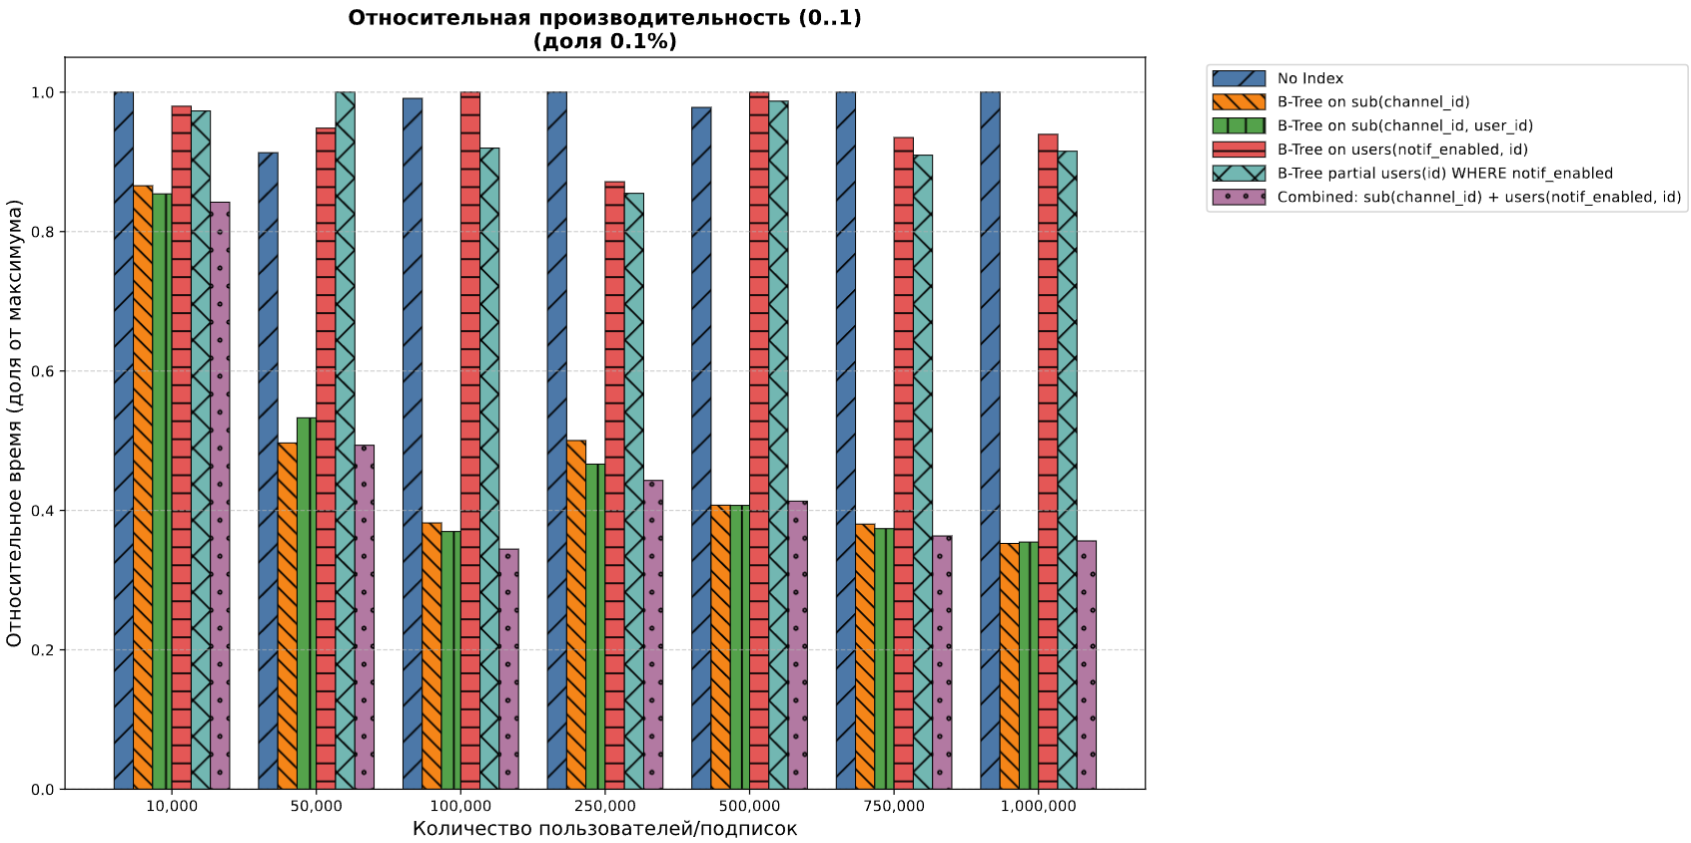 Относительная производительность (0..1)
(доля 0.1%)
Относительное время (доля от максимума)
1.0
0.8
0.6
0.4
0.2
0.0
10,000
50,000
100,000
250,000
500,000
750,000
1,000,000
Количество пользователей/подписок
No Index
B-Tree on sub(channel_id)
B-Tree on sub(channel_id, user_id)
B-Tree on users(notif_enabled, id)
B-Tree partial users(id) WHERE notif_enabled
Combined: sub(channel_id) + users(notif_enabled, id)